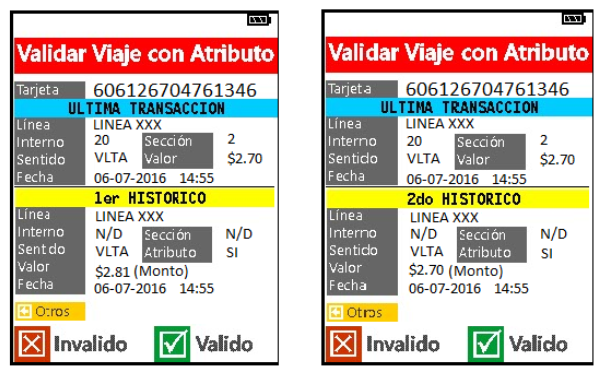 Validar Viaje con Atributo
Tarjeta 606126704761346
ULTIMA TRANSACCION
Línea LINEA XXX
Interno 20 Sección 2
Sentido VLTA Valor $2.70
Fecha 06-07-2016 14:55
1er HISTORICO
Línea LINEA XXX
Interno N/D Sección N/D
Sentido VLTA Atributo SI
Valor $2.81 (Monto)
Fecha 06-07-2016 14:55
Otros
Invalido Valido
Validar Viaje con Atributo
Tarjeta 606126704761346
ULTIMA TRANSACCION
Línea LINEA XXX
Interno 20 Sección 2
Sentido VLTA Valor $2.70
Fecha 06-07-2016 14:55
2do HISTORICO
Línea LINEA XXX
Interno N/D Sección N/D
Sentido VLTA Atributo SI
Valor $2.70 (Monto)
Fecha 06-07-2016 14:55
Otros
Invalido Valido